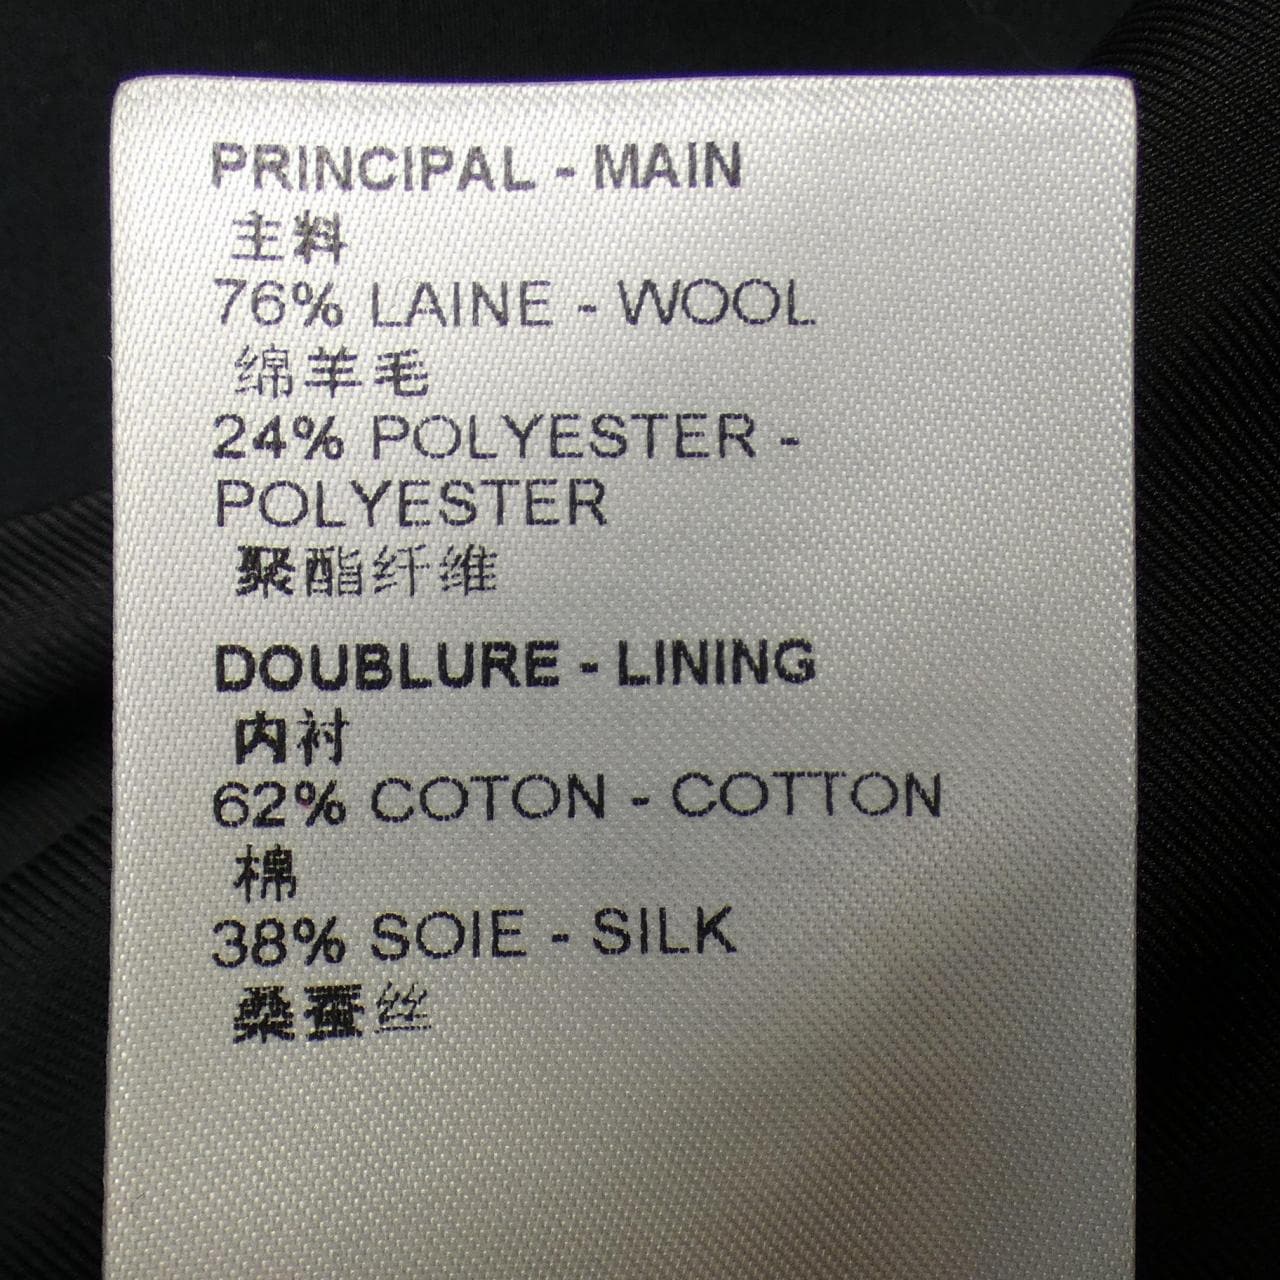 PRINCIPAL - MAIN
主料
76% LAINE - WOOL
绵羊毛
24% POLYESTER -
POLYESTER
聚酯纤维
DOUBLURE - LINING
内衬
62% COTON - COTTON
棉
38% SOIE - SILK
桑蚕丝